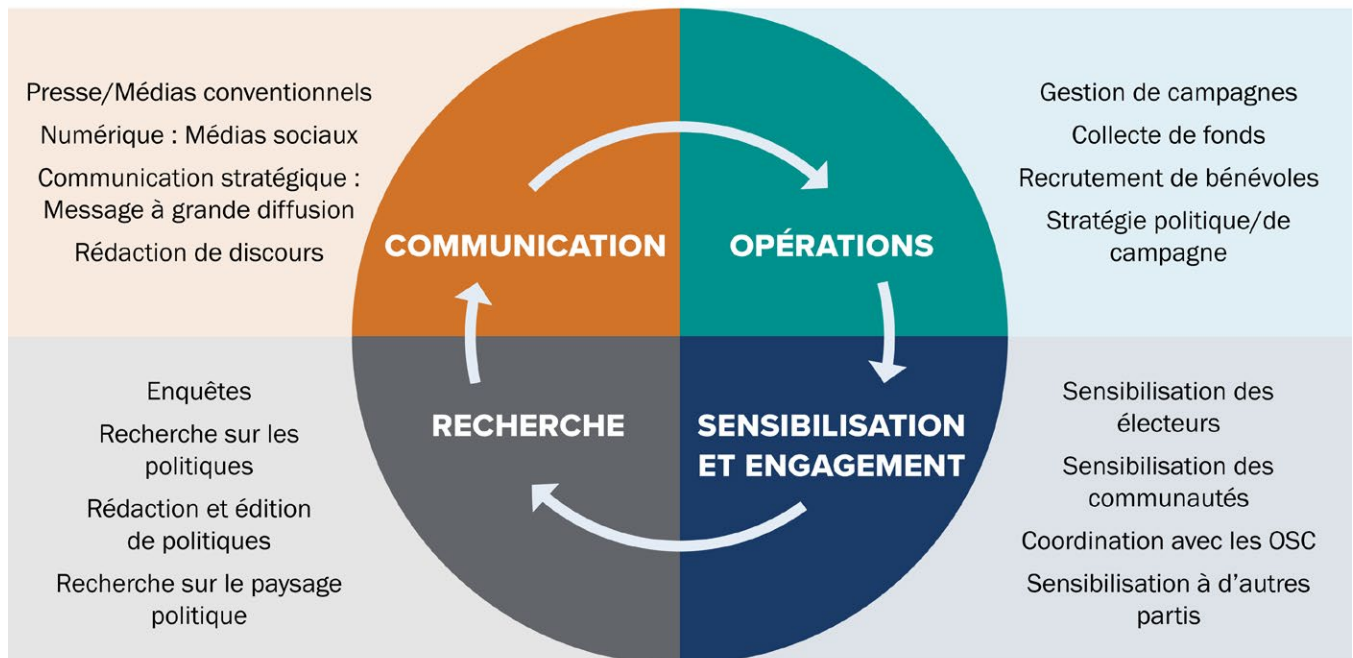 Presse/Médias conventionnels
Numérique : Médias sociaux
Communication stratégique :
Message à grande diffusion
Rédaction de discours
COMMUNICATION
OPÉRATIONS
Gestion de campagnes
Collecte de fonds
Recrutement de bénévoles
Stratégie politique/de
campagne
Enquêtes
Recherche sur les
politiques
Rédaction et édition
de politiques
Recherche sur le paysage
politique
RECHERCHE
SENSIBILISATION
ET ENGAGEMENT
Sensibilisation des
électeurs
Sensibilisation des
communautés
Coordination avec les OSC
Sensibilisation à d'autres
partis